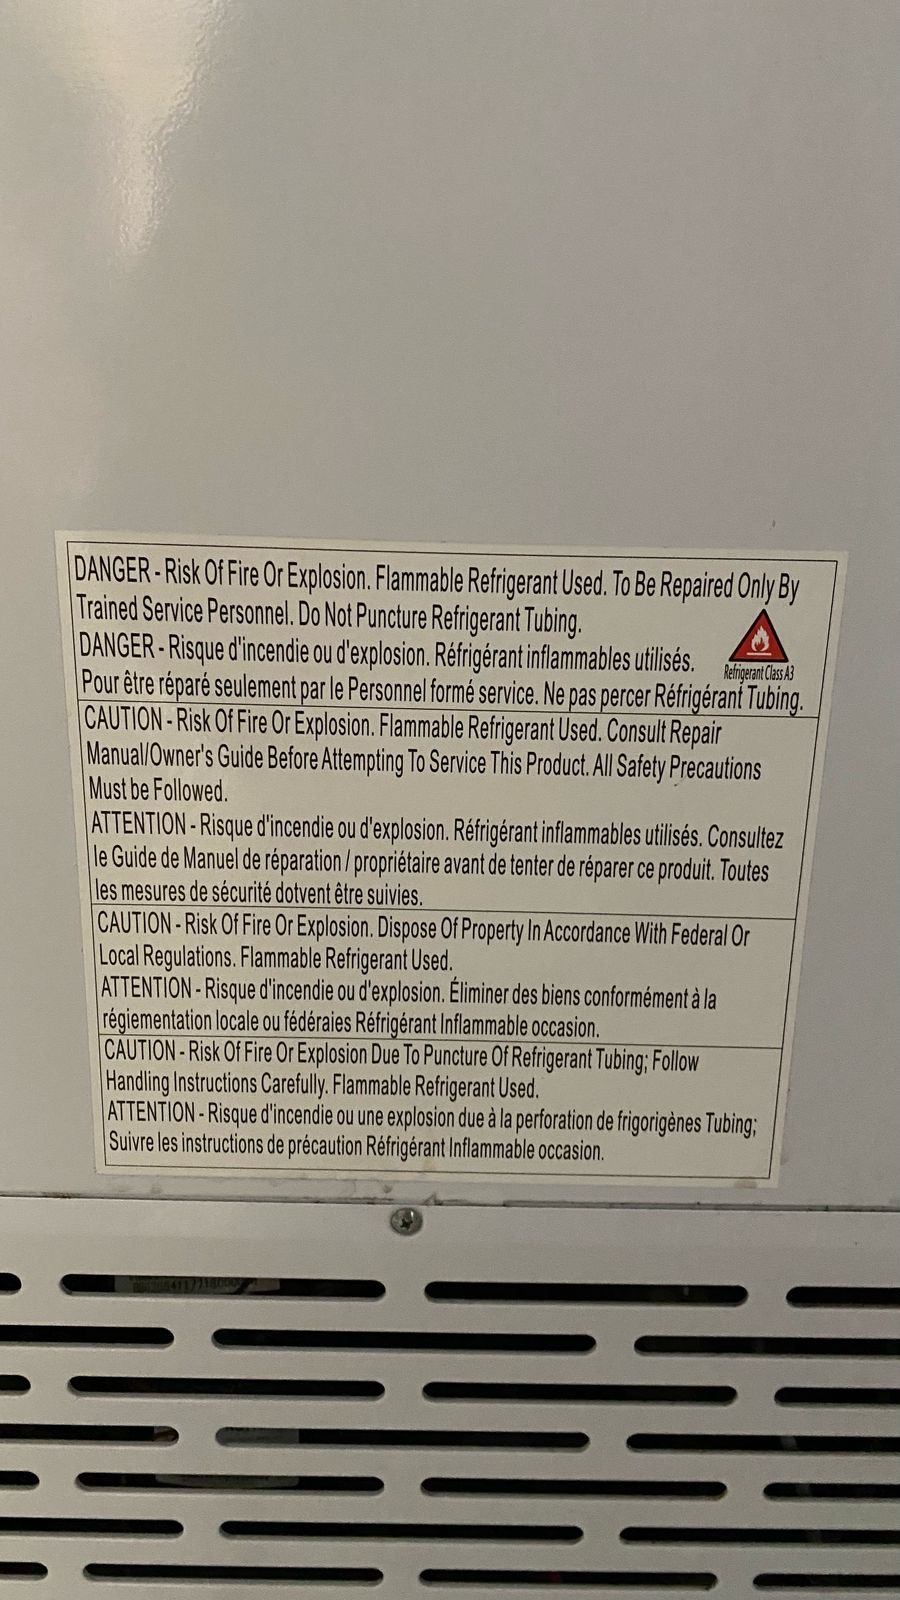 DANGER - Risk Of Fire Or Explosion. Flammable Refrigerant Used. To Be Repaired Only By
Trained Service Personnel. Do Not Puncture Refrigerant Tubing.
DANGER - Risque d'incendie ou d'explosion. Réfrigérant inflammables utilisés.
Refrigerant Class A3
Pour être réparé seulement par le Personnel formé service. Ne pas percer Réfrigérant Tubing.
CAUTION - Risk Of Fire Or Explosion. Flammable Refrigerant Used. Consult Repair
Manual/Owner's Guide Before Attempting To Service This Product. All Safety Precautions
Must be Followed.
ATTENTION - Risque d'incendie ou d'explosion. Réfrigérant inflammables utilisés. Consultez
le Guide de Manuel de réparation / propriétaire avant de tenter de réparer ce produit. Toutes
les mesures de sécurité dotvent être suivies.
CAUTION - Risk Of Fire Or Explosion. Dispose Of Property In Accordance With Federal Or
Local Regulations. Flammable Refrigerant Used.
ATTENTION - Risque d'incendie ou d'explosion. Éliminer des biens conformément à la
régiementation locale ou fédéraies Réfrigérant Inflammable occasion.
CAUTION - Risk Of Fire Or Explosion Due To Puncture Of Refrigerant Tubing; Follow
Handling Instructions Carefully. Flammable Refrigerant Used.
ATTENTION - Risque d'incendie ou une explosion due à la perforation de frigorigènes Tubing;
Suivre les instructions de précaution Réfrigérant Inflammable occasion.